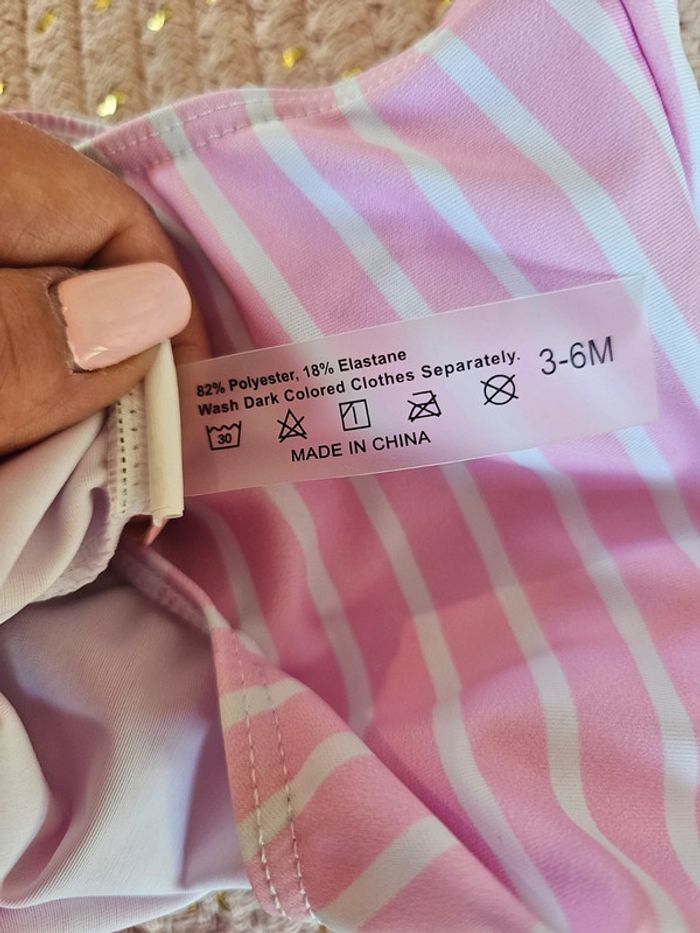 82% Polyester, 18% Elastane
Wash Dark Colored Clothes Separately.
3-6M
30
MADE IN CHINA